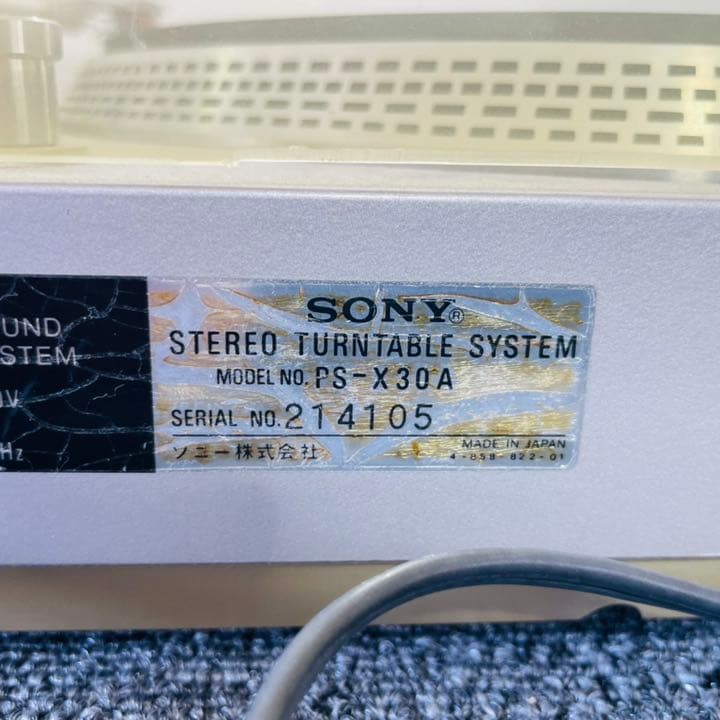 OUND
STEM
V
Hz
SONY®
STEREO TURNTABLE SYSTEM
MODEL NO. PS-X30A
SERIAL NO. 214105
ソニー株式会社
MADE IN JAPAN
4-859-822-01